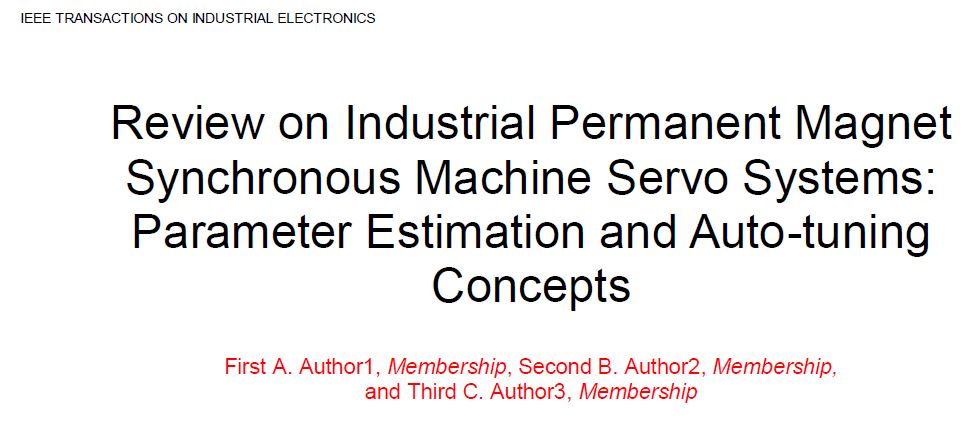 IEEE TRANSACTIONS ON INDUSTRIAL ELECTRONICS
Review on Industrial Permanent Magnet
Synchronous Machine Servo Systems:
Parameter Estimation and Auto-tuning
Concepts
First A. Author1, Membership, Second B. Author2, Membership,
and Third C. Author3, Membership